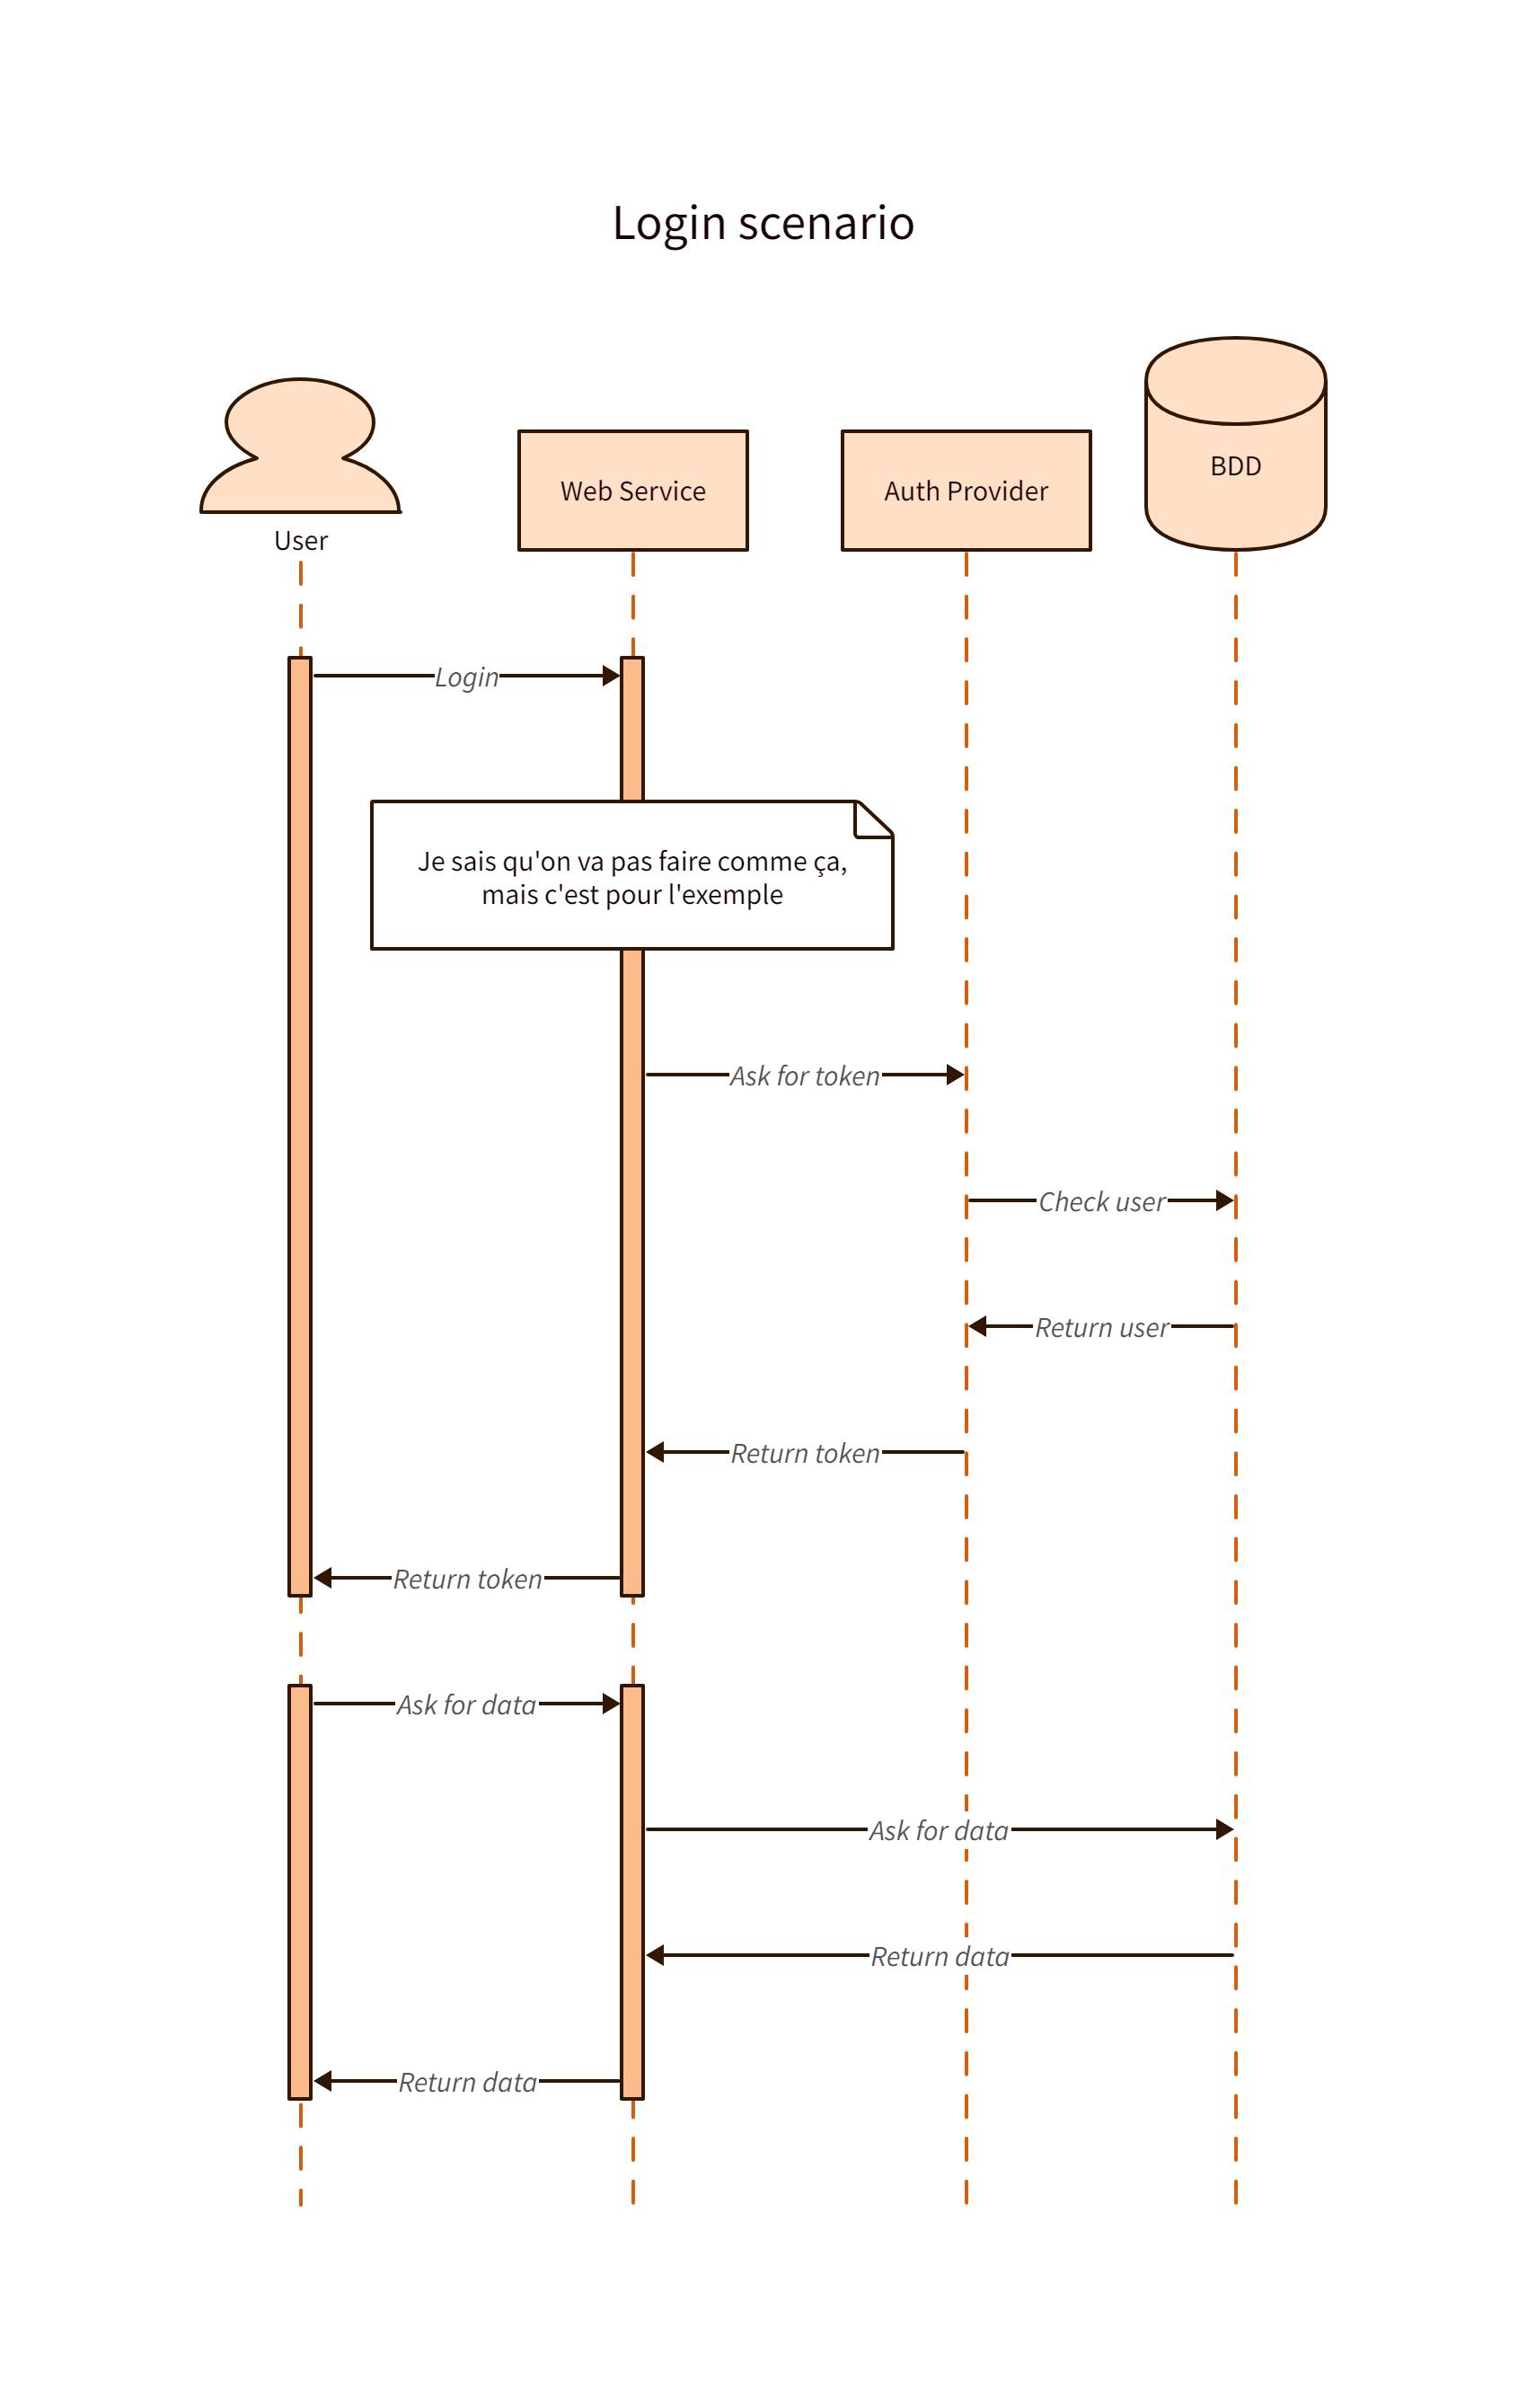 Login scenario
User
Web Service
Auth Provider
BDD
Login
Je sais qu'on va pas faire comme ça,
mais c'est pour l'exemple
Ask for token
Check user
Return user
Return token
Return token
Ask for data
Ask for data
Return data
Return data